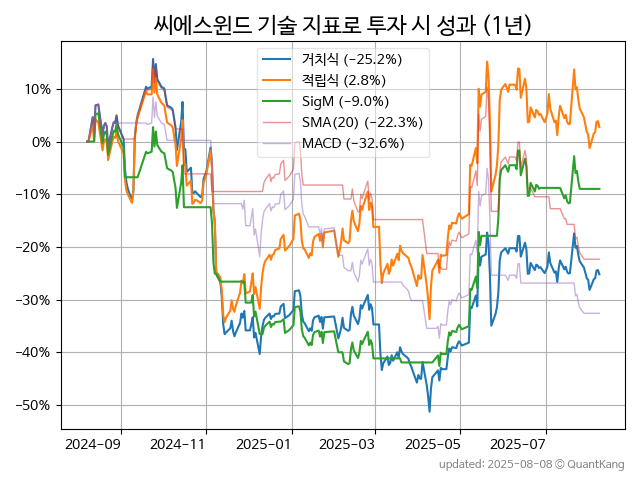 씨에스윈드 기술 지표로 투자 시 성과 (1년)
거치식 (−25.2%)
적립식 (2.8%)
SigM (−9.0%)
SMA(20) (−22.3%)
MACD (−32.6%)
10%
0%
−10%
−20%
−30%
−40%
−50%
2024-09 2024-11 2025-01 2025-03 2025-05 2025-07
updated: 2025-08-08 © QuantKang